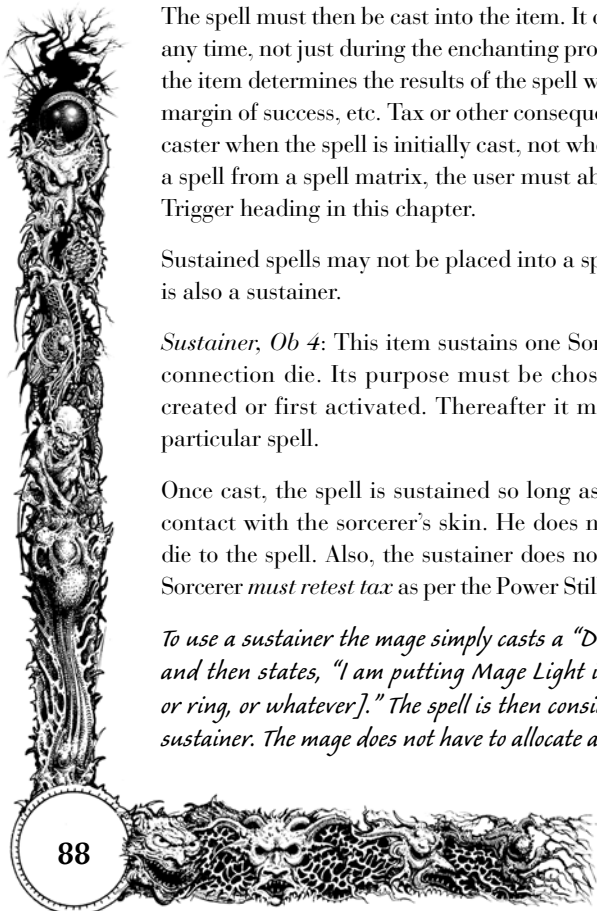 The spell must then be cast into the item. It
any time, not just during the enchanting pro
the item determines the results of the spell w
margin of success, etc. Tax or other conseque
caster when the spell is initially cast, not whe
a spell from a spell matrix, the user must ab
Trigger heading in this chapter.
Sustained spells may not be placed into a sp
is also a sustainer.
Sustainer, Ob 4: This item sustains one Sor
connection die. Its purpose must be chos
created or first activated. Thereafter it m
particular spell.
Once cast, the spell is sustained so long as
contact with the sorcerer's skin. He does n
die to the spell. Also, the sustainer does no
Sorcerer must retest tax as per the Power Still
To use a sustainer the mage simply casts a “D
and then states, “I am putting Mage Light
or ring, or whatever].” The spell is then consi
sustainer. The mage does not have to allocate a
88